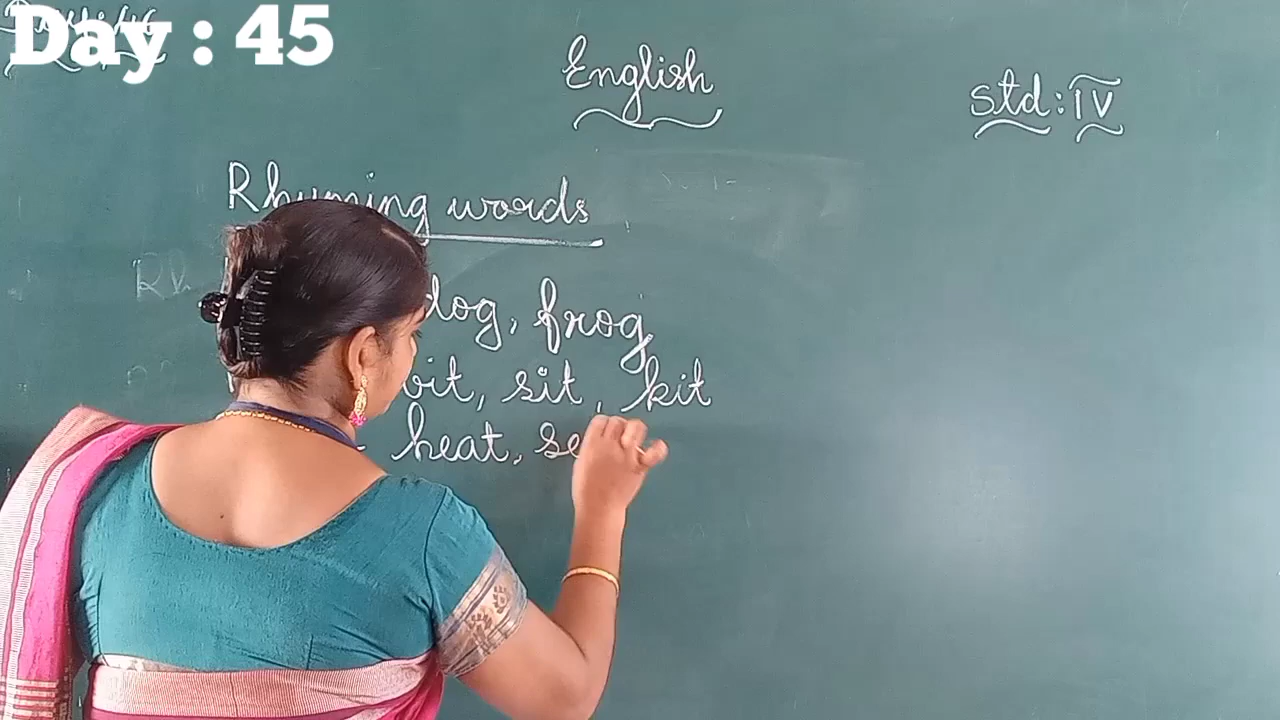 Day : 45
English
std : IV
Rhyming words
dog, frog
sit, kit
heat,